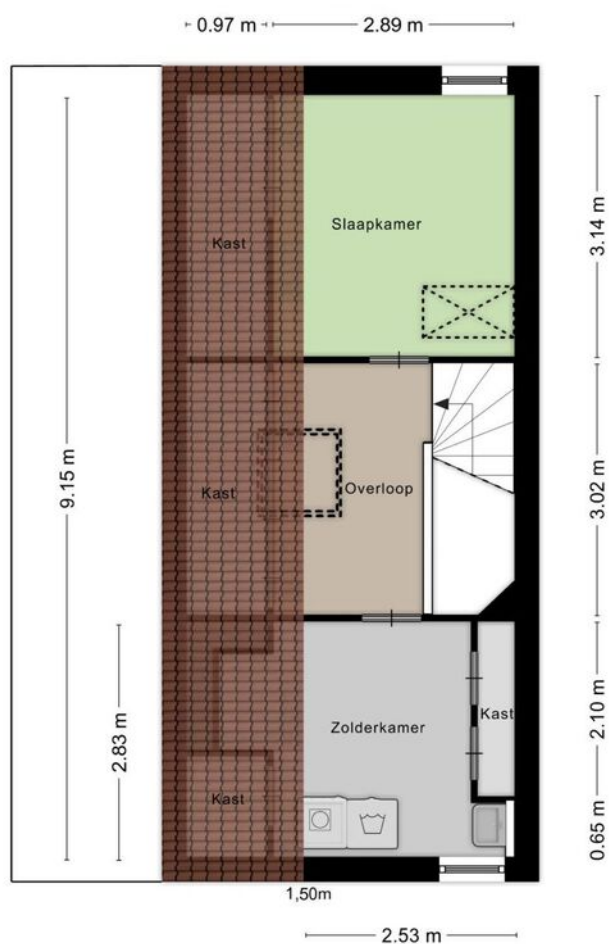 0.97 m
2.89 m
Slaapkamer
Kast
3.14 m
9.15 m
Kast
Overloop
3.02 m
2.83 m
Zolderkamer
Kast
2.10 m
Kast
0.65 m
1,50m
2.53 m